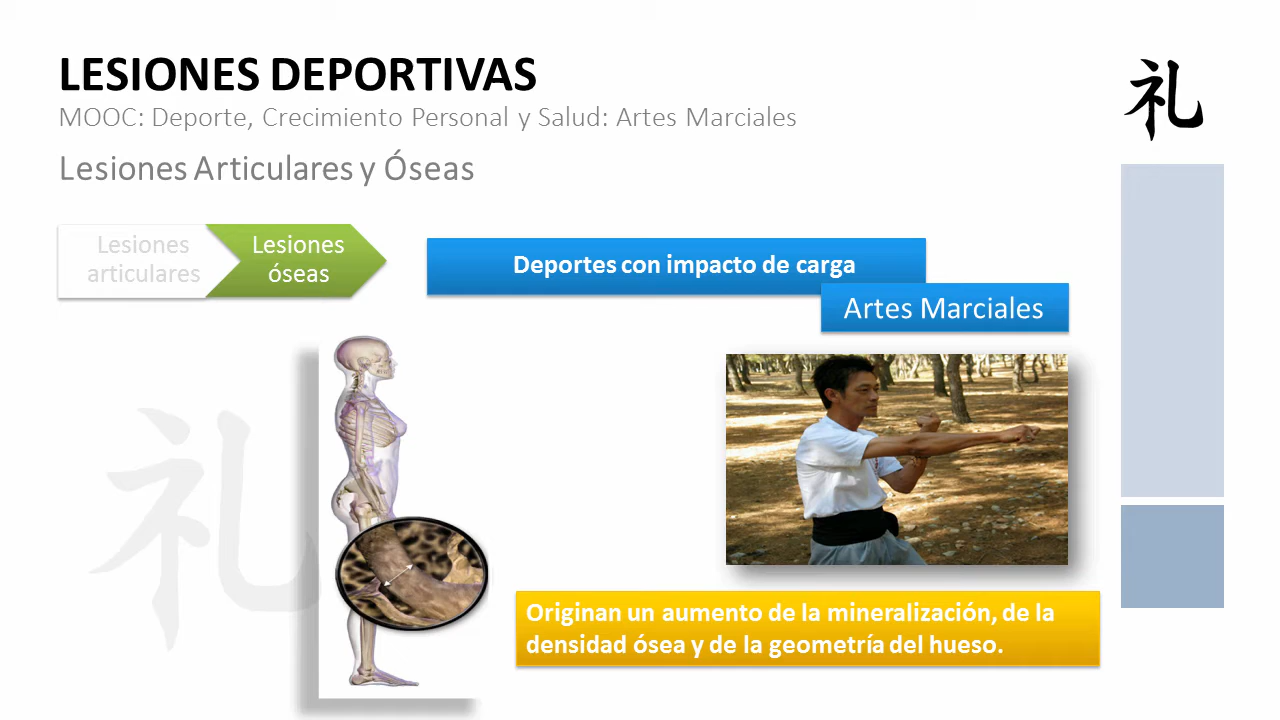 LESIONES DEPORTIVAS
礼
MOOC: Deporte, Crecimiento Personal y Salud: Artes Marciales
Lesiones Articulares y Óseas
Lesiones
articulares
Lesiones
óseas
Deportes con impacto de carga
Artes Marciales
礼
Originan un aumento de la mineralización, de la
densidad ósea y de la geometría del hueso.